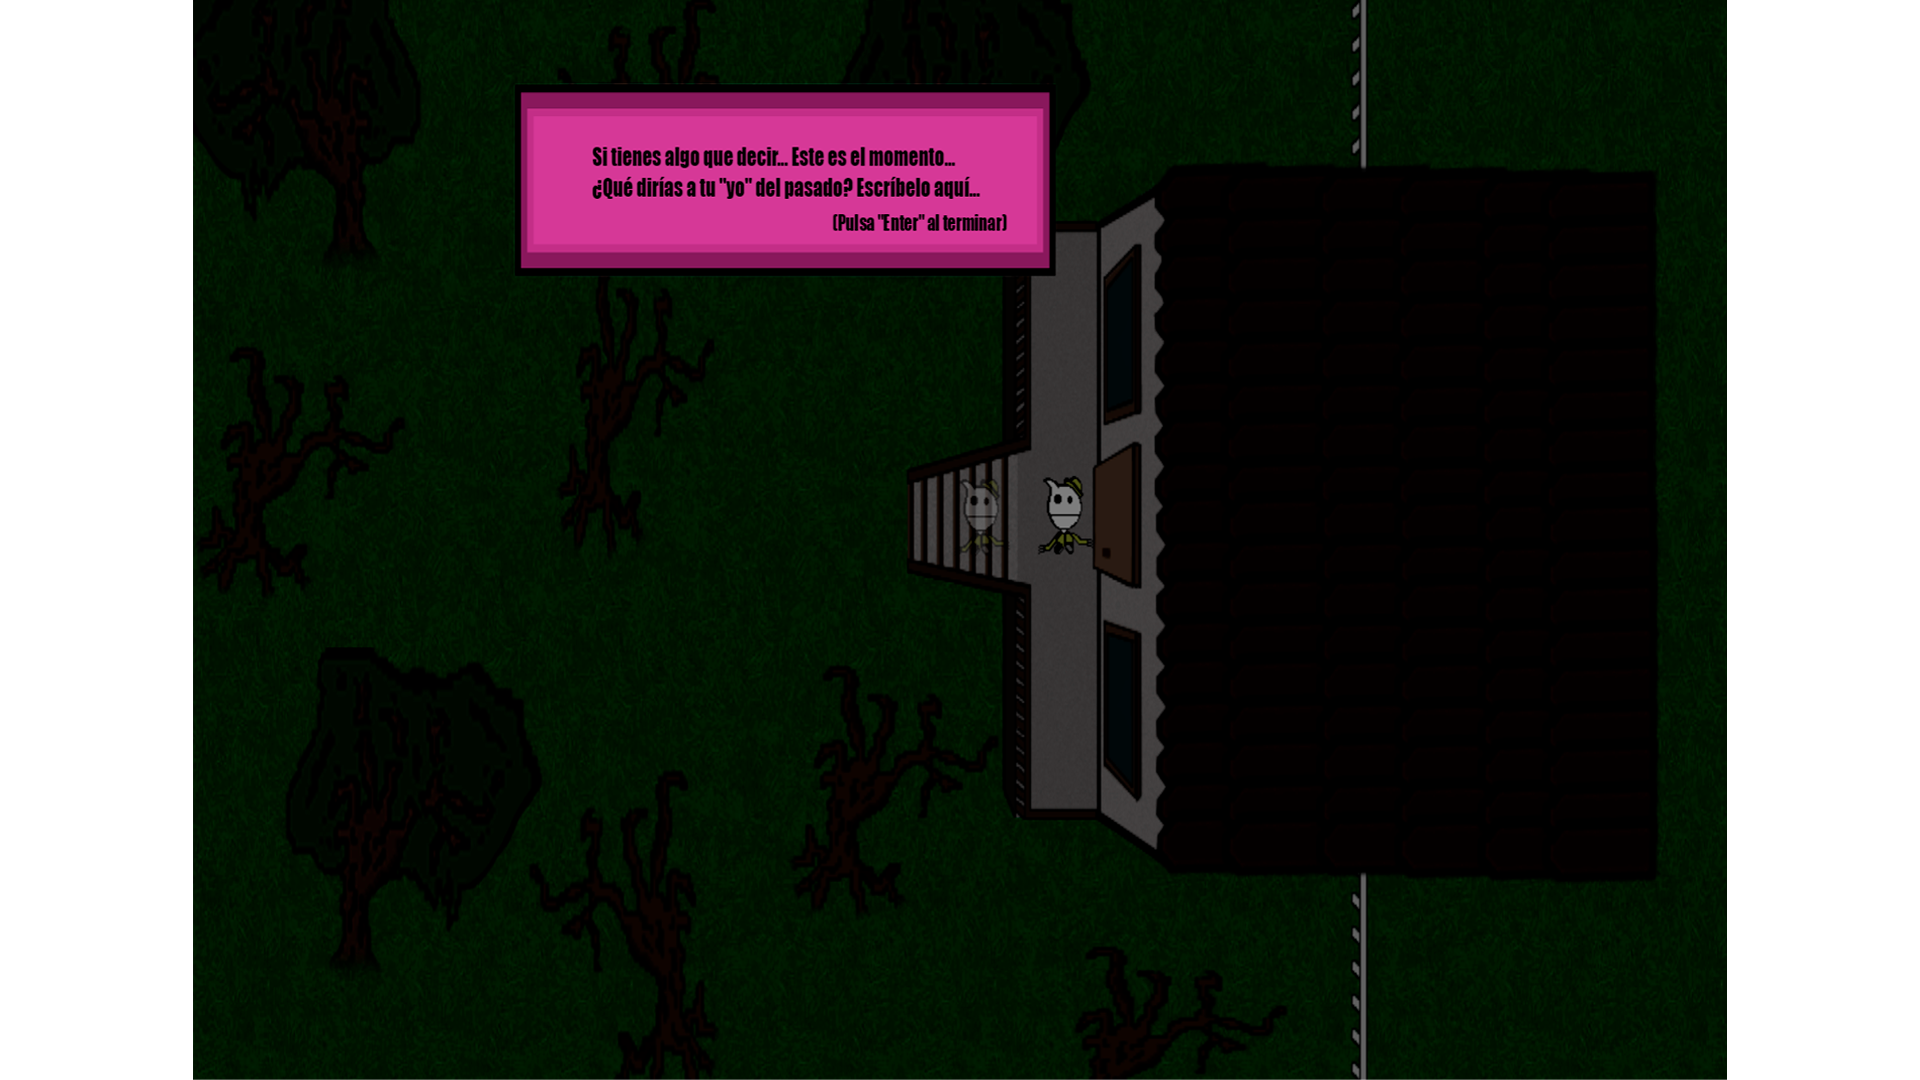 Si tienes algo que decir... Este es el momento...
¿Qué dirías a tu "yo" del pasado? Escríbelo aquí...
(Pulsa "Enter" al terminar)